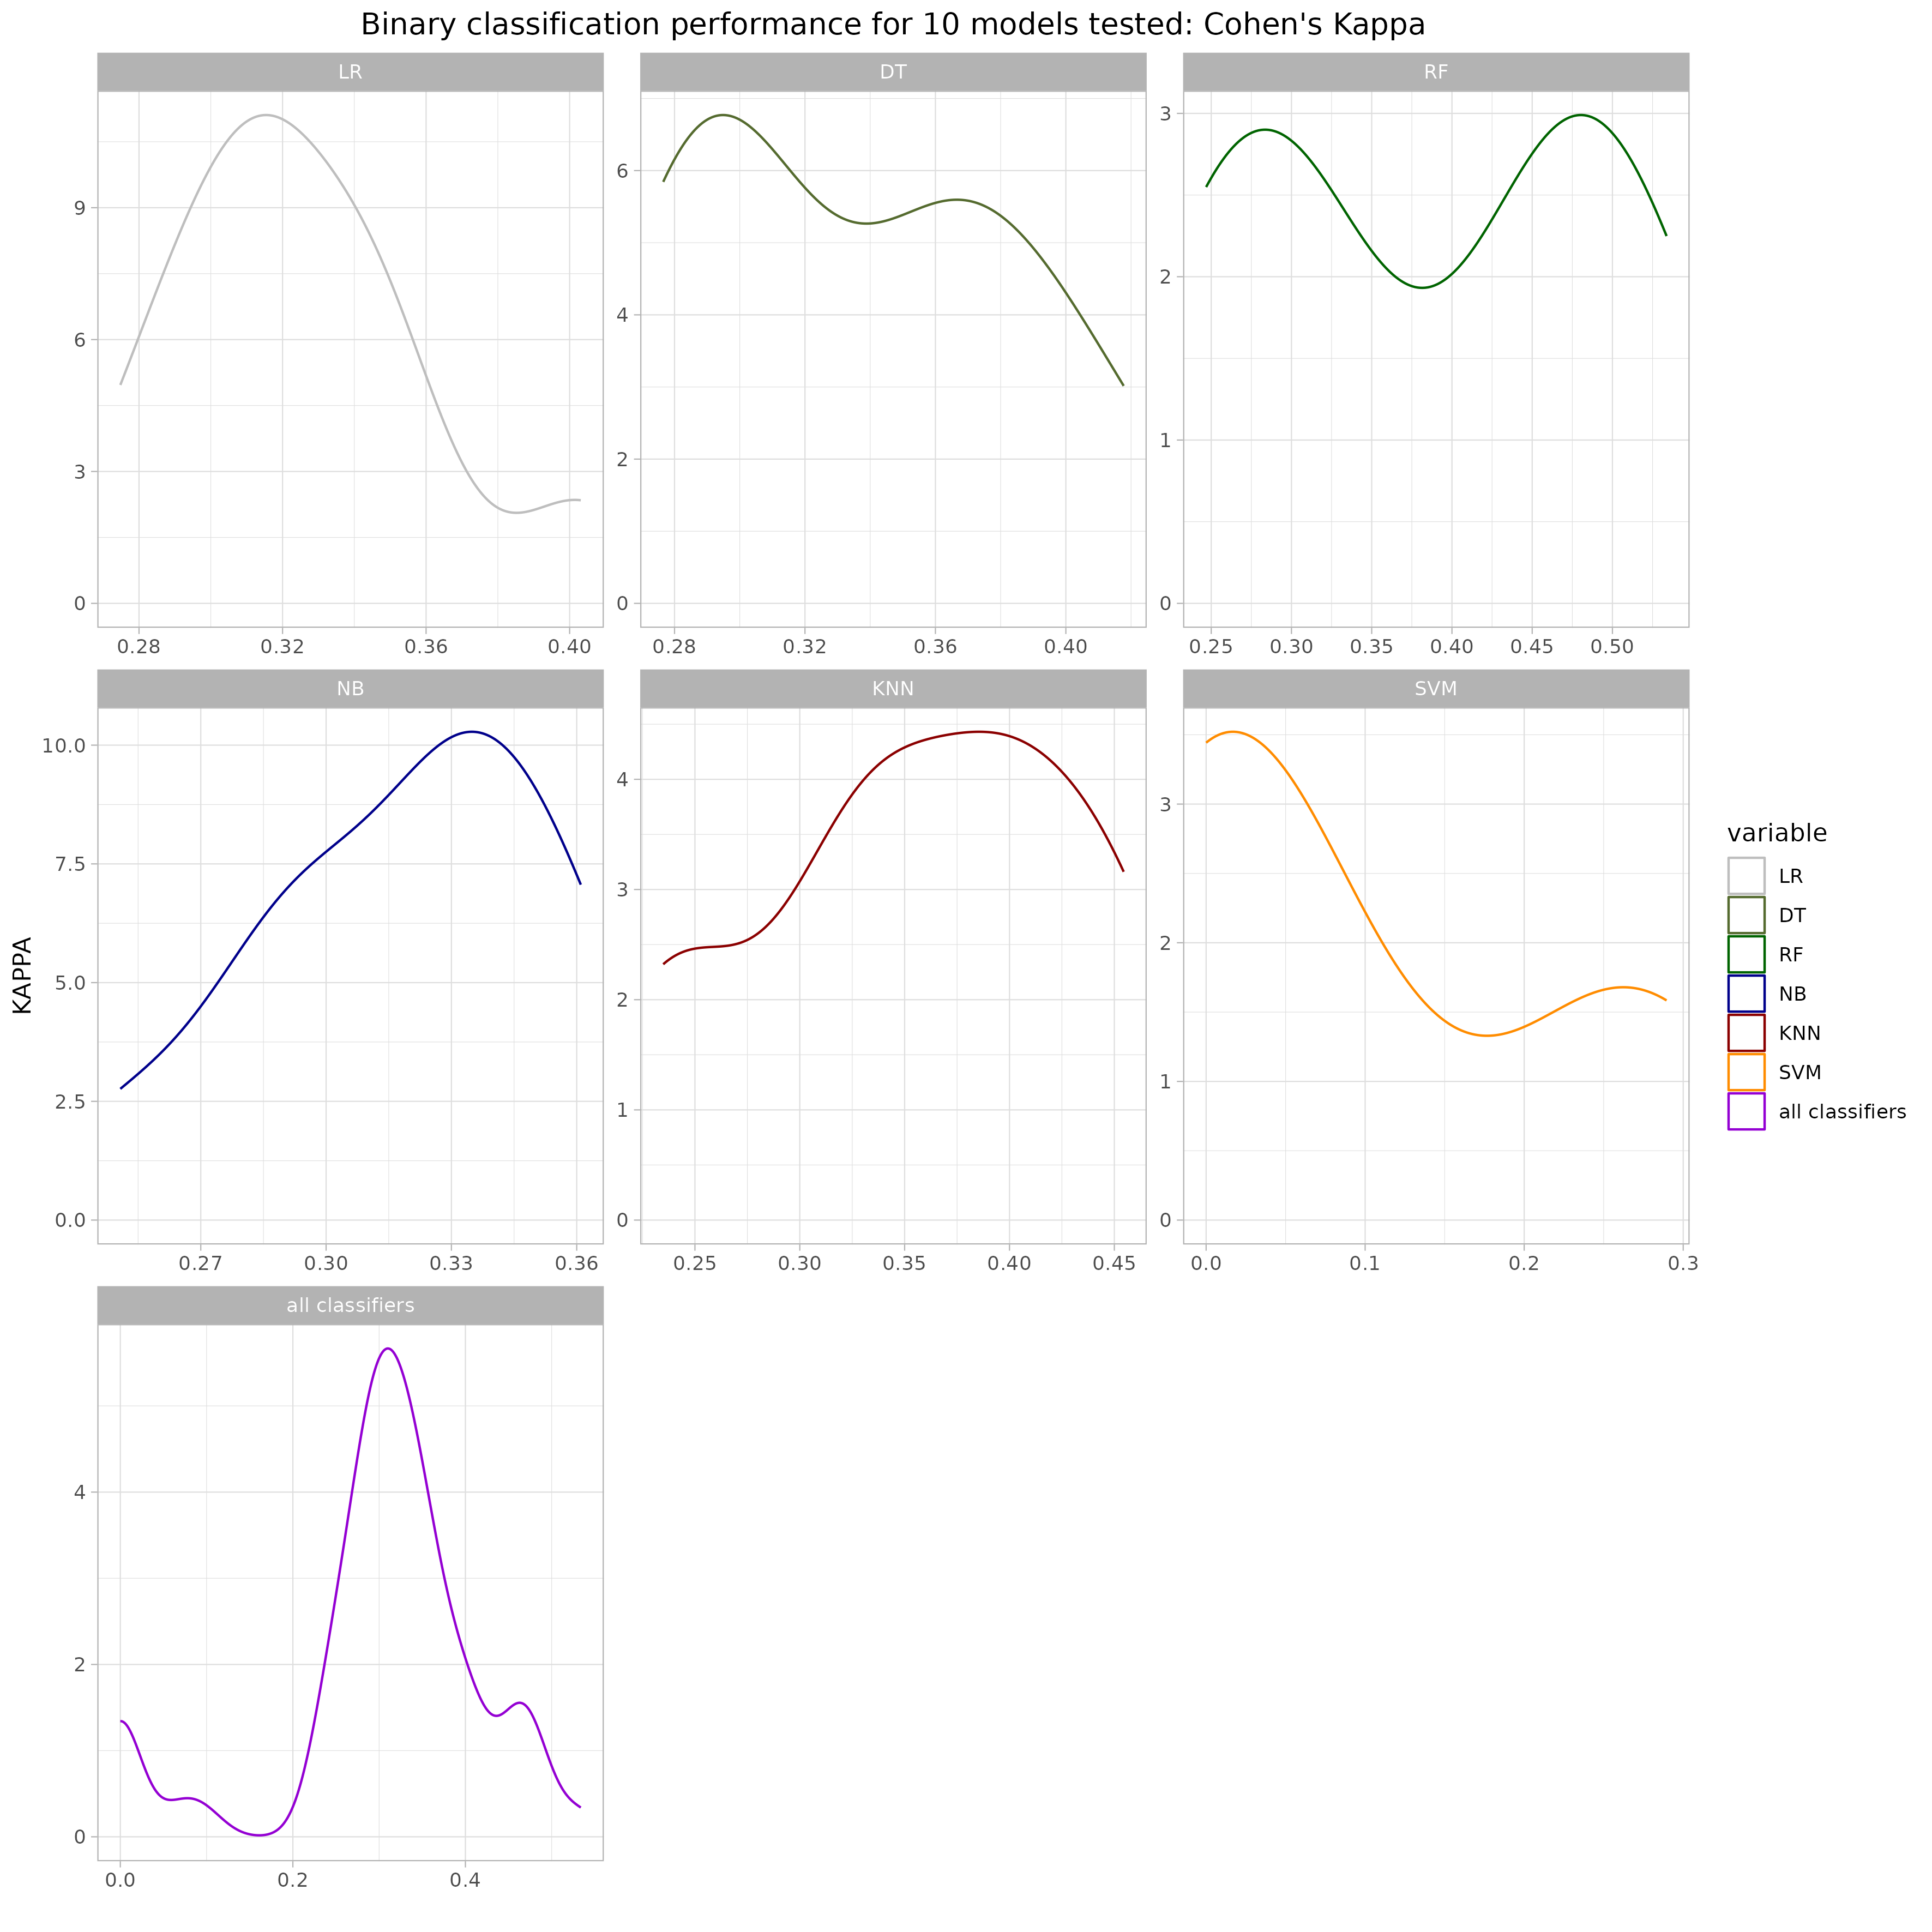 Binary classification performance for 10 models tested: Cohen's Kappa
LR
DT
RF
9
6
3
0
6
4
2
0
3
2
1
0
0.28 0.32 0.36 0.40
0.28 0.32 0.36 0.40
0.25 0.30 0.35 0.40 0.45 0.50
NB
KNN
SVM
10.0
7.5
5.0
2.5
0.0
4
3
2
1
0
3
2
1
0
0.27 0.30 0.33 0.36
0.25 0.30 0.35 0.40 0.45
0.0 0.1 0.2 0.3
KAPPA
all classifiers
4
2
0
0.0 0.2 0.4
variable
LR
DT
RF
NB
KNN
SVM
all classifiers